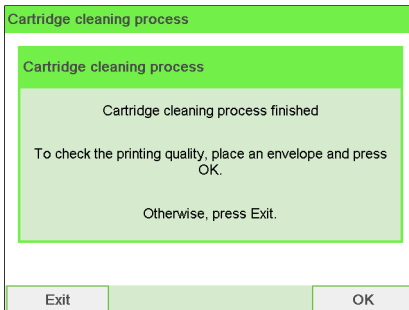 Cartridge cleaning process
Cartridge cleaning process
Cartridge cleaning process finished
To check the printing quality, place an envelope and press
OK.
Otherwise, press Exit.
Exit
OK